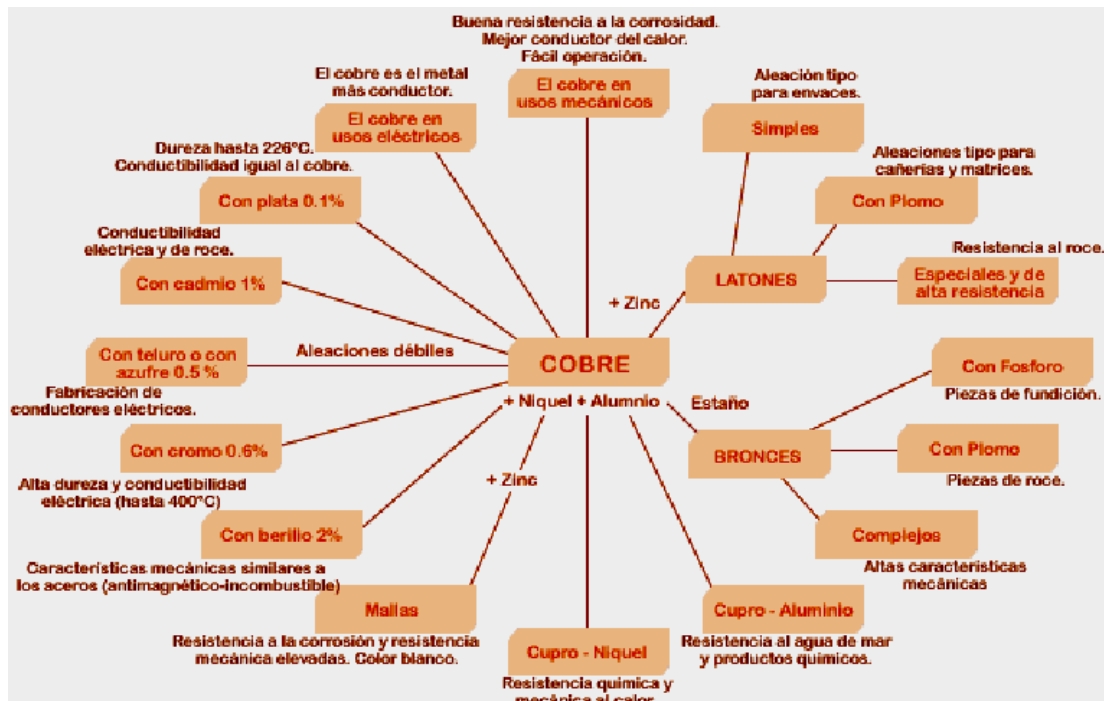 Buena resistencia a la corrosidad.
Mejor conductor del calor.
Fácil operación.
El cobre en
usos mecánicos
El cobre es el metal
más conductor.
El cobre en
usos eléctricos
Dureza hasta 226°C.
Conductibilidad igual al cobre.
Con plata 0.1%
Conductibilidad
eléctrica y de roce.
Con cadmio 1%
Aleaciones débiles
Con teluro o con
azufre 0.5 %
Fabricación de
conductores eléctricos.
Con cromo 0.6%
Alta dureza y conductibilidad
eléctrica (hasta 400°C)
Con berilio 2%
Características mecánicas similares a
los aceros (antimagnético-incombustible)
COBRE
+ Niquel + Alumnio
+ Zinc
Mallas
Resistencia a la corrosión y resistencia
mecánica elevadas. Color blanco.
Cupro - Niquel
Resistencia quimica y
mecánica al calor
Cupro - Aluminio
Resistencia al agua de mar
y productos quimicos.
+ Zinc
LATONES
Aleación tipo
para envaces.
Simples
Aleaciones tipo para
cañerias y matrices.
Con Plomo
Resistencia al roce.
Especiales y de
alta resistencia
Estaño
BRONCES
Con Fosforo
Piezas de fundición.
Con Plomo
Piezas de roce.
Complejos
Altas características
mecánicas